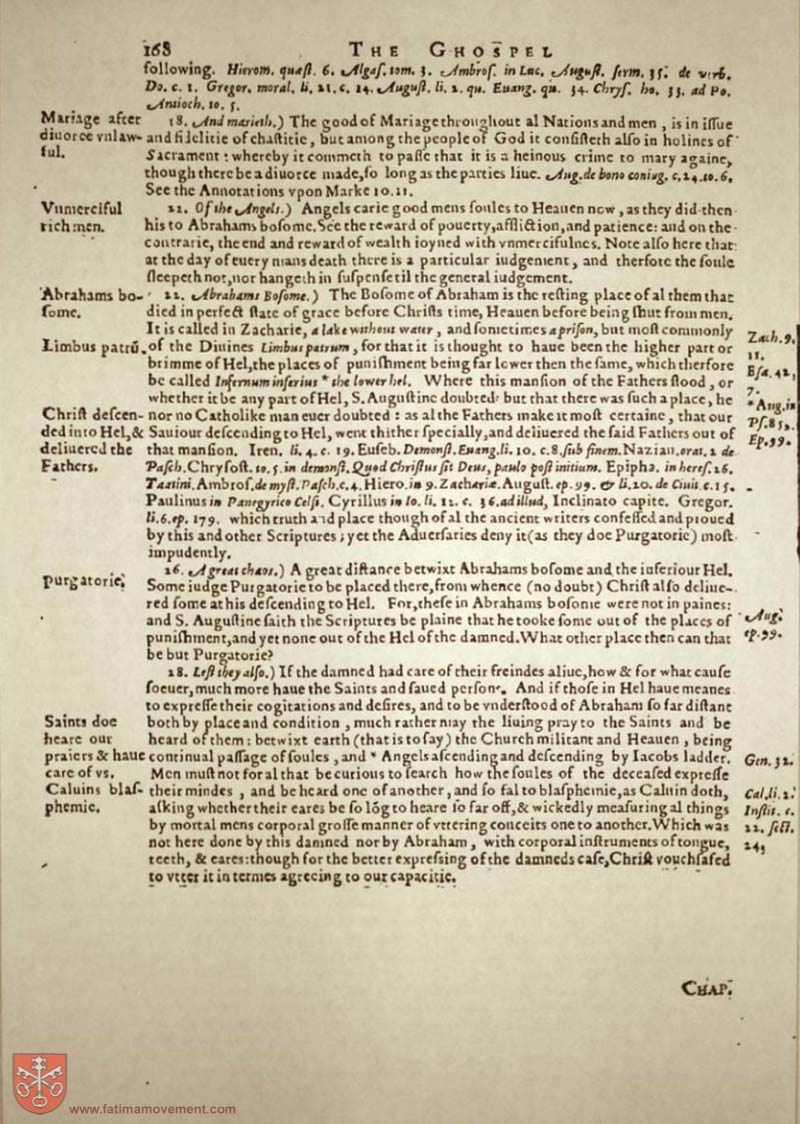 168 THE GHOSPEL
following. Hierom. quæst. 6. Algas. tom. 3. Ambros. in Luc. August. serm. 35. de verb.
Do. c. 1. Gregor. moral. li. 21. c. 14. August. li. 2. qu. Euang. qu. 34. Chrys. ho. 33. ad Po.
Antioch. to. 5.
Mariage after
diuorce vnlaw-
ful.
18. And marieth.) The good of Mariage throughout al Nations and men, is in issue
and fidelitie of chastitie, but among the people of God it consisteth also in holines of
Sacrament: whereby it commeth to passe that it is a heinous crime to mary againe,
though there be a diuorce made, so long as the parties liue. Aug. de bono coniug. c. 24. to. 6.
See the Annotations vpon Marke 10. 11.
Vnmerciful
rich men.
22. Of the Angels.) Angels carie good mens soules to Heauen now, as they did then
his to Abrahams bosome. See the reward of pouerty, affliction, and patience: and on the
contrarie, the end and reward of wealth ioyned with vnmercifulnes. Note also here that
at the day of euery mans death there is a particular iudgement, and therfore the soule
sleepeth not, nor hangeth in suspense til the general iudgement.
Abrahams bo-
some.
22. Abrahams Bosome.) The Bosome of Abraham is the resting place of al them that
died in perfect state of grace before Christs time, Heauen before being shut from men.
It is called in Zacharie, a lake without water, and sometimes a prison, but most commonly
Limbus patrū.
of the Diuines Limbus patrum, for that it is thought to haue been the higher part or
brimme of Hel, the places of punishment being far lower then the same, which therfore
be called Infernum inferius * the lower hel. Where this mansion of the Fathers stood, or
whether it be any part of Hel, S. Augustine doubted: but that there was such a place, he
Zach. 9.
11.
Esa. 42,
7.
* Aug. in
Ps. 85.
Ep. 99.
Christ descen-
ded into Hel, &
deliuered the
Fathers.
nor no Catholike man euer doubted: as al the Fathers make it most certaine, that our
Sauiour descending to Hel, went thither specially, and deliuered the said Fathers out of
that mansion. Iren. li. 4. c. 19. Euseb. Demonst. Euang. li. 10. c. 8. sub finem. Nazian. orat. 2 de
Pasch. Chrysost. to. 5. in demonst. Quod Christus sit Deus, paulo post initium. Epipha. in heres. 26.
Tatiani. Ambros. de myst. Pasch. c. 4. Hiero. in 9. Zachariæ. August. ep. 99. & li. 20. de Ciuit. c. 15.
Paulinus in Panegyrico Celsi. Cyrillus in Io. li. 12. c. 36. ad illud, Inclinato capite. Gregor.
li. 6. ep. 179. which truth and place though of al the ancient writers confessed and proued
by this and other Scriptures; yet the Aduersaries deny it (as they doe Purgatorie) most
impudently.
Purgatorie.
26. A great chaos.) A great distance betwixt Abrahams bosome and the inferiour Hel.
Some iudge Purgatorie to be placed there, from whence (no doubt) Christ also deliue-
red some at his descending to Hel. For, these in Abrahams bosome were not in paines:
and S. Augustine saith the Scriptures be plaine that he tooke some out of the places of
punishment, and yet none out of the Hel of the damned. What other place then can that
be but Purgatorie?
Aug.
ep. 99.
28. Lest they also.) If the damned had care of their freindes aliue, how & for what cause
soeuer, much more haue the Saints and saued persons. And if those in Hel haue meanes
to expresse their cogitations and desires, and to be vnderstood of Abraham so far distant
Saints doe
heare our
praiers & haue
care of vs.
both by place and condition, much rather may the liuing pray to the Saints and be
heard of them: betwixt earth (that is to say) the Church militant and Heauen, being
continual passage of soules, and * Angels ascending and descending by Iacobs ladder.
Gen. 32.
Men must not for al that be curious to search how the soules of the deceased expresse
Caluins blas-
phemie.
their mindes, and be heard one of another, and so fal to blasphemie, as Caluin doth,
asking whether their eares be so lōg to heare so far off, & wickedly measuring al things
by mortal mens corporal grosse manner of vttering conceits one to another. Which was
not here done by this damned nor by Abraham, with corporal instruments of tongue,
teeth, & eares: though for the better expressing of the damneds case, Christ vouchsafed
to vtter it in termes agreeing to our capacitie.
Cal. li. 2.
Instit. c.
22. sect.
24,
CHAP.
www.fatimamovement.com